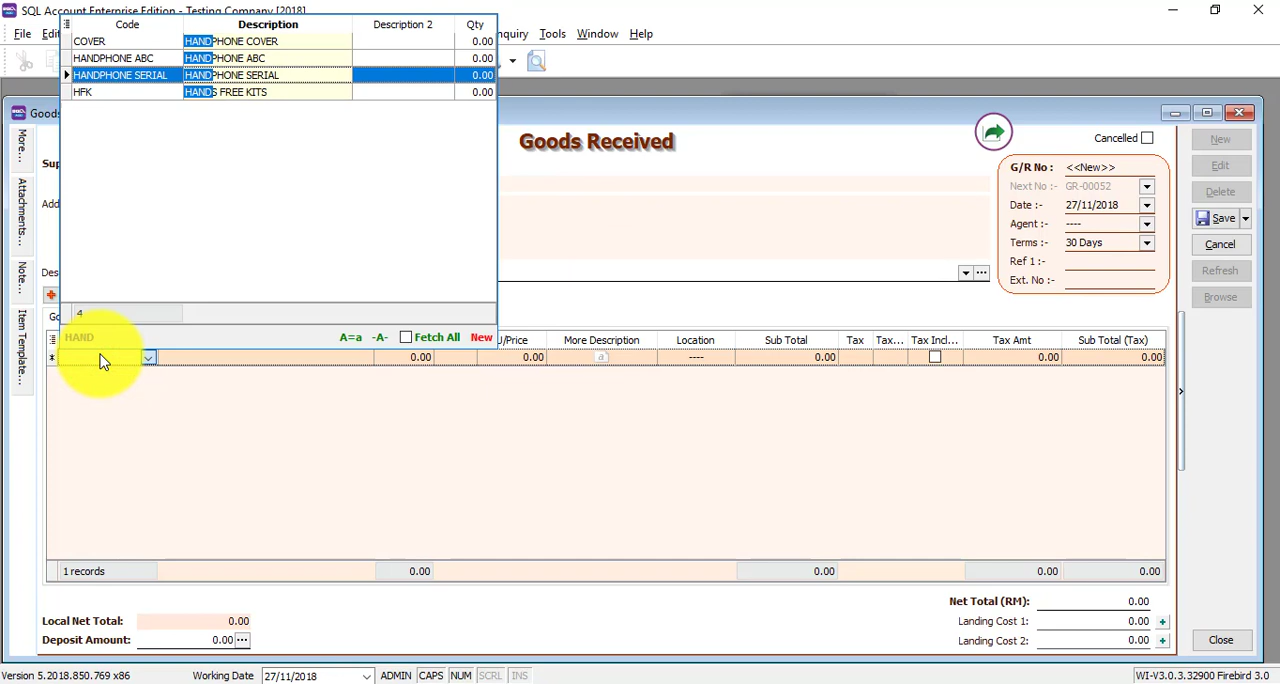 SQL Account Enterprise Edition - Testing Company [2018]
File Edi nquiry Tools Window Help
Code Description Description 2 Qty
COVER HANDPHONE COVER 0.00
HANDPHONE ABC HANDPHONE ABC 0.00
HANDPHONE SERIAL HANDPHONE SERIAL 0.00
HFK HANDS FREE KITS 0.00
4
HAND A=a -A- Fetch All New
Goods
More...
Attachments...
Note...
Item Template...
Sup
Add
Des
Go
Goods Received
Cancelled
G/R No : <<New>>
Next No :- GR-00052
Date :- 27/11/2018
Agent :- ----
Terms :- 30 Days
Ref 1 :-
Ext. No :-
New
Edit
Delete
Save
Cancel
Refresh
Browse
U/Price More Description Location Sub Total Tax Tax... Tax Incl... Tax Amt Sub Total (Tax)
0.00 0.00 ---- 0.00 0.00 0.00
1 records 0.00 0.00 0.00 0.00
Local Net Total: 0.00
Deposit Amount: 0.00
Net Total (RM): 0.00
Landing Cost 1: 0.00
Landing Cost 2: 0.00
Close
Version 5.2018.850.769 x86 Working Date 27/11/2018 ADMIN CAPS NUM SCRL INS WI-V3.0.3.32900 Firebird 3.0